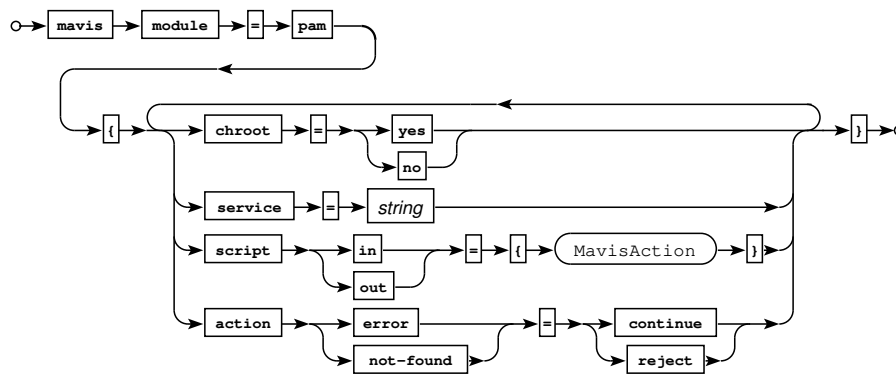 mavis module = pam
{ chroot = yes }
no
service = string
script in = { MavisAction }
out
action error = continue
not-found reject